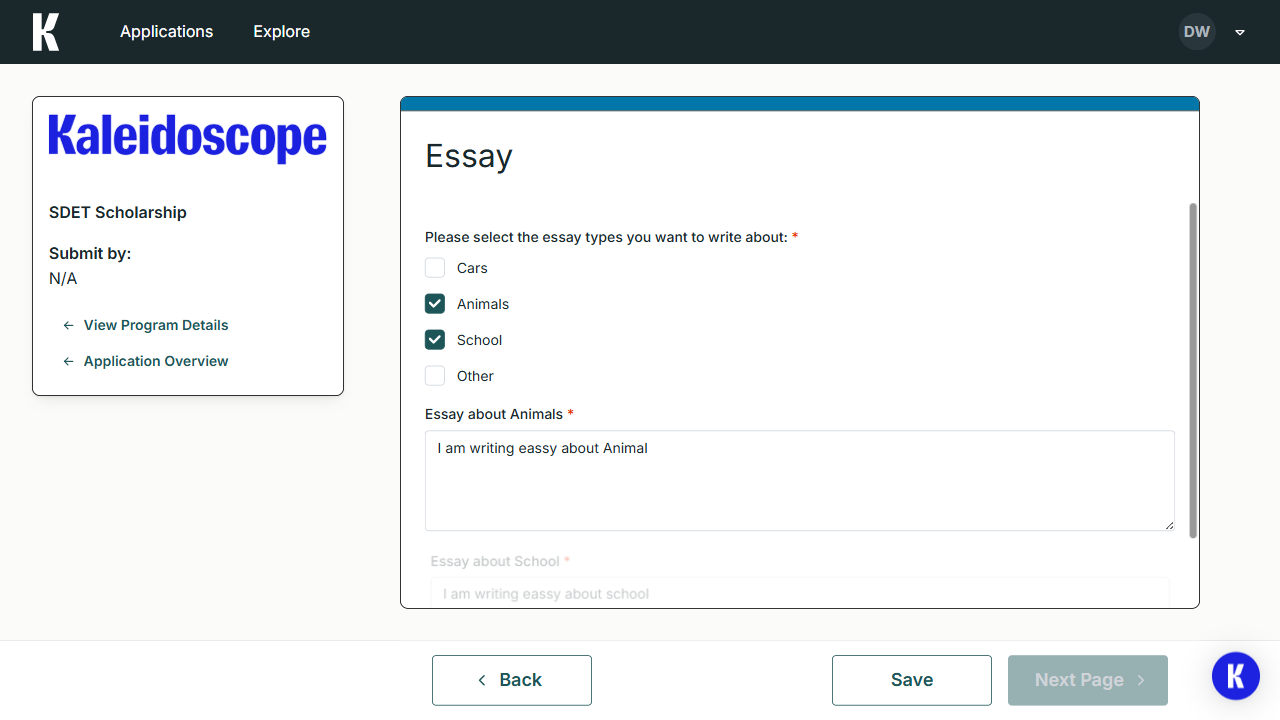 K
Applications
Explore
DW
Kaleidoscope
SDET Scholarship
Submit by:
N/A
View Program Details
Application Overview
Essay
Please select the essay types you want to write about: *
Cars
Animals
School
Other
Essay about Animals *
I am writing eassy about Animal
Essay about School *
I am writing eassy about school
Back
Save
Next Page
K